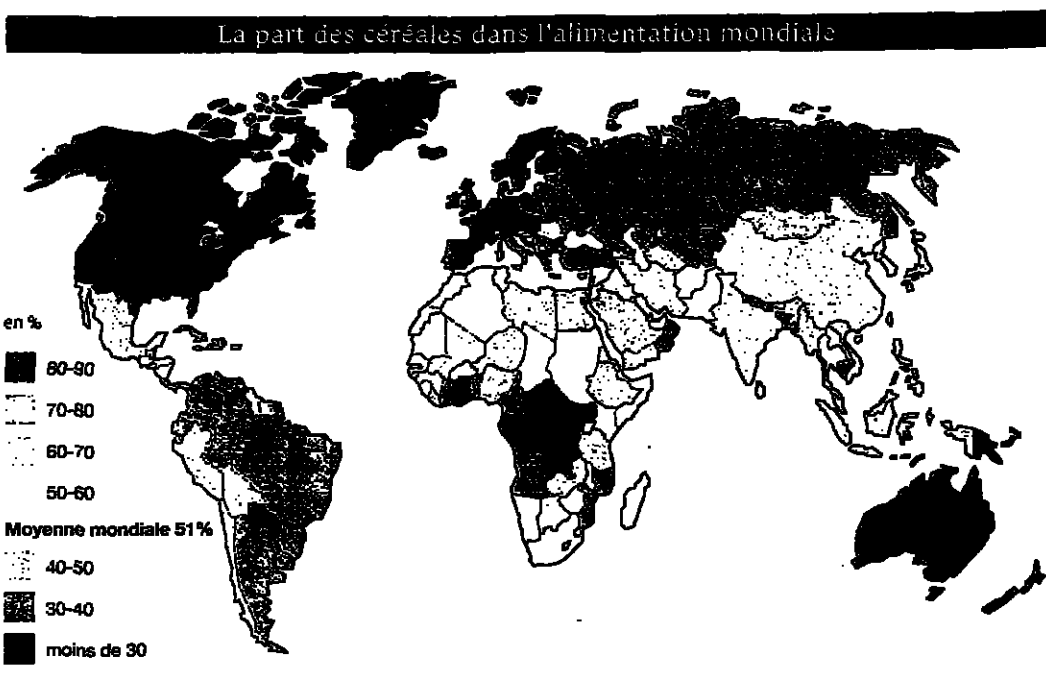 La part des céréales dans l'alimentation mondiale
en %
80-90
70-80
60-70
50-60
Moyenne mondiale 51%
40-50
30-40
moins de 30